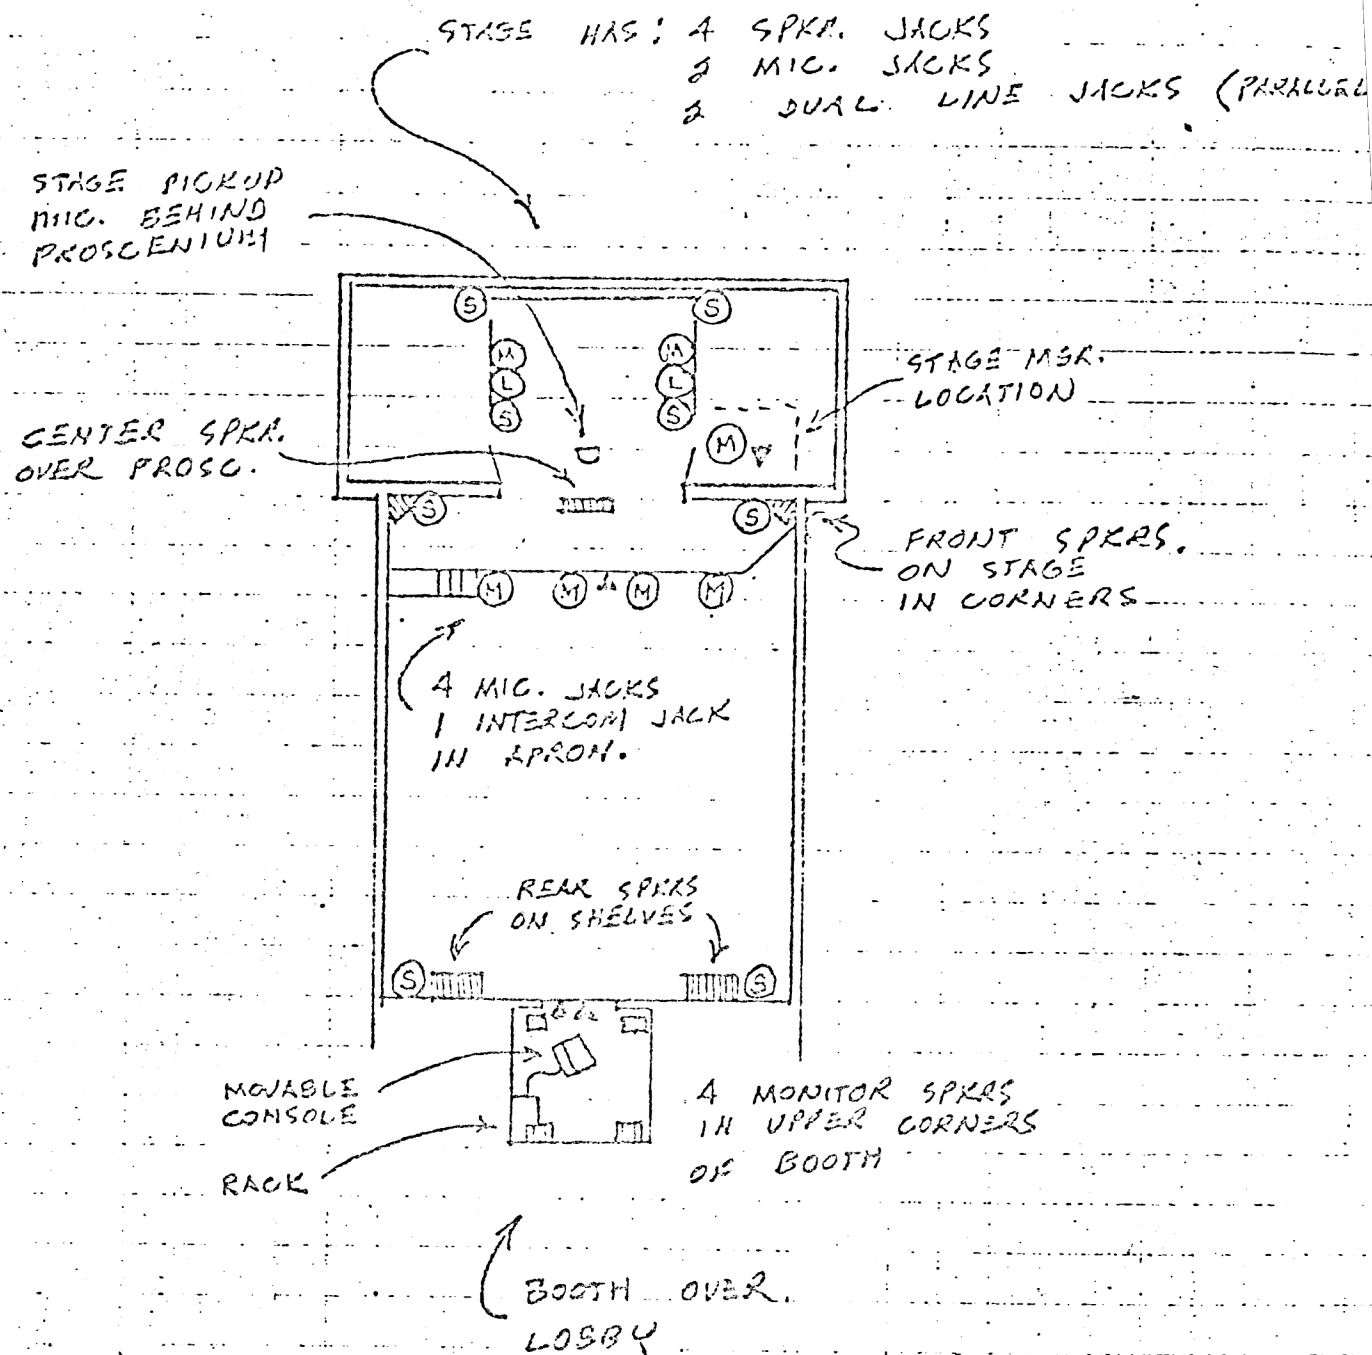 STAGE HAS: 4 SPKR. JACKS
2 MIC. JACKS
2 DUAL LINE JACKS (PARALLEL
STAGE PICKUP
MIC. BEHIND
PROSCENIUM
S
S
M
L
S
M
L
S
M
STAGE MGR.
LOCATION
CENTER SPKR.
OVER PROSC.
S
S
FRONT SPKRS.
ON STAGE
IN CORNERS
M
M
M
M
4 MIC. JACKS
1 INTERCOM JACK
IN APRON.
REAR SPKRS
ON SHELVES
S
S
MOVABLE
CONSOLE
RACK
4 MONITOR SPKRS
IN UPPER CORNERS
OF BOOTH
BOOTH OVER
LOBBY